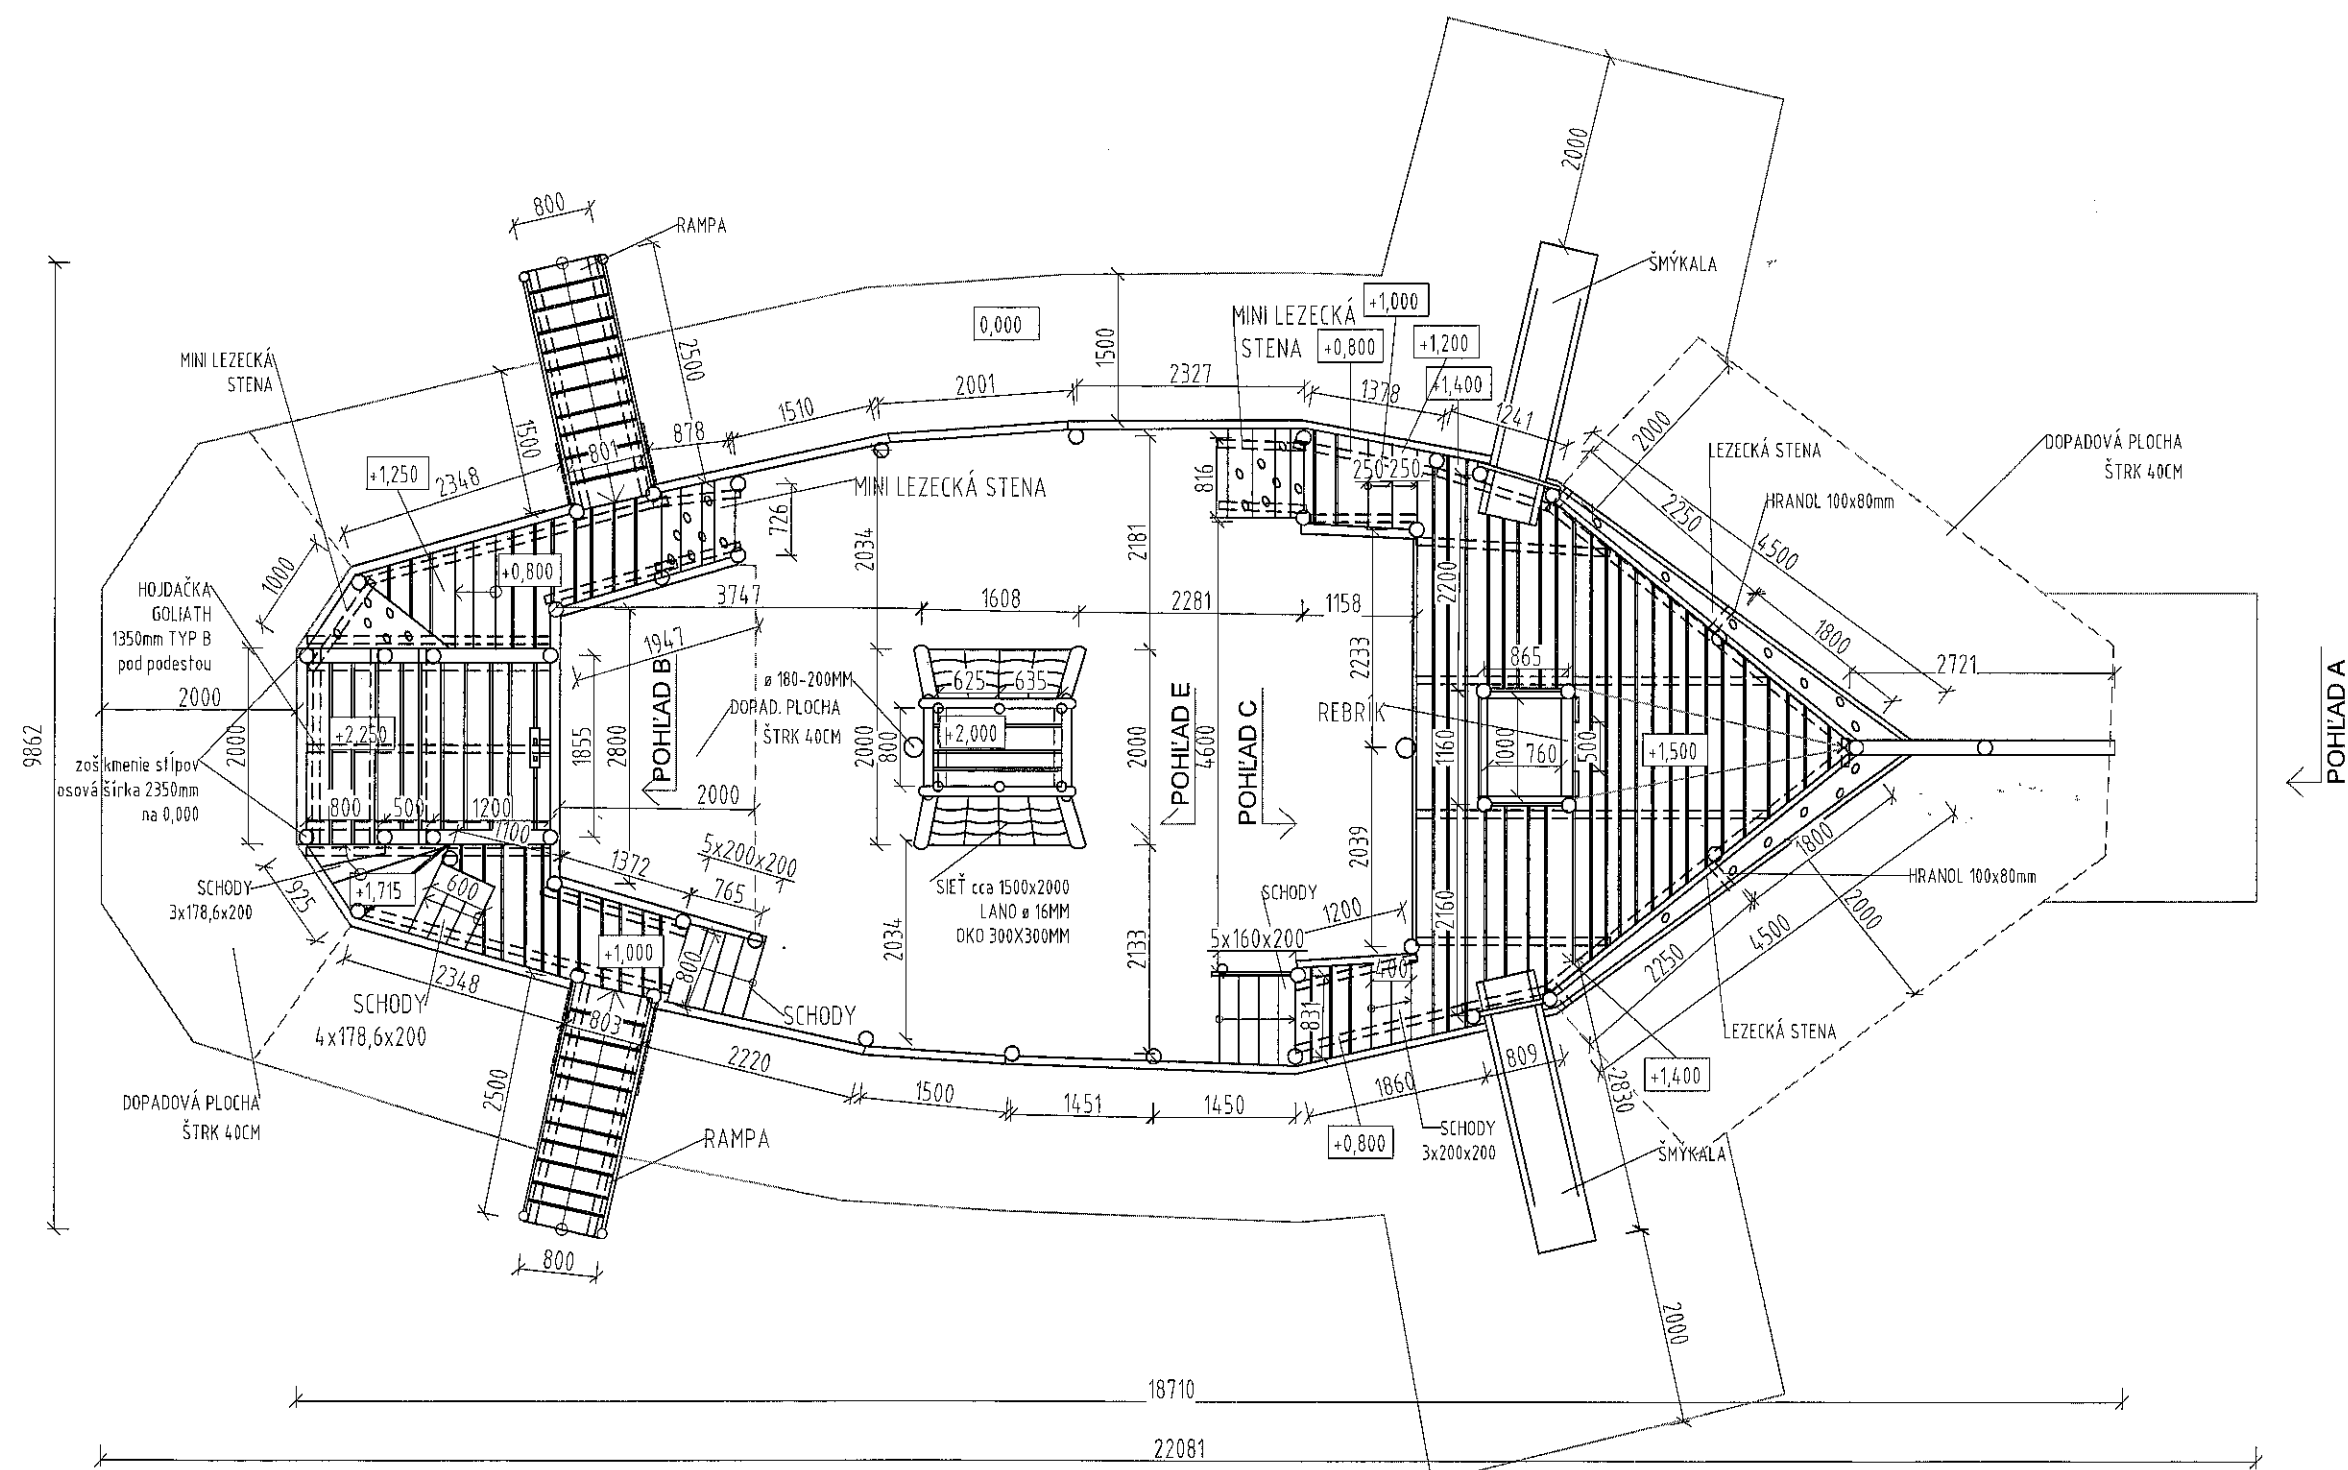 2000
800
RAMPA
ŠMÝKALA
0,000
+1,000
MINI LEZECKÁ
STENA
+0,800
+1,200
+1,400
MINI LEZECKÁ
STENA
2500
1500
1500
2327
2001
1378
1241
1510
878
801
2348
+1,250
2000
LEZECKÁ STENA
DOPADOVÁ PLOCHA
ŠTRK 40CM
HRANOL 100x80mm
2250
4500
250
250
816
MINI LEZECKÁ STENA
726
2034
2181
+0,800
1000
HOJDAČKA
GOLIATH
1350mm TYP B
pod podestou
2200
3747
1608
2281
1158
1800
2721
1947
2233
865
625
635
ø 180-200MM
REBRÍK
POHĽAD B
POHĽAD E
POHĽAD C
POHĽAD A
DOPAD. PLOCHA
ŠTRK 40CM
2000
+2,250
+2,000
+1,500
9862
2000
1855
2800
2000
800
2000
4600
1160
1000
760
500
zošikmenie stĺpov
osová šírka 2350mm
na 0,000
800
500
1200
1100
2000
2039
1800
1372
5x200x200
765
SIEŤ cca 1500x2000
LANO ø 16MM
OKO 300X300MM
SCHODY
3x178,6x200
+1,715
600
925
SCHODY
1200
5x160x200
2160
HRANOL 100x80mm
2000
4500
2250
2034
2133
+1,000
800
400
831
2348
SCHODY
4x178,6x200
803
SCHODY
LEZECKÁ STENA
2220
1500
1451
1450
1860
809
2830
+1,400
2500
DOPADOVÁ PLOCHA
ŠTRK 40CM
RAMPA
+0,800
SCHODY
3x200x200
ŠMÝKALA
800
2000
18710
22081